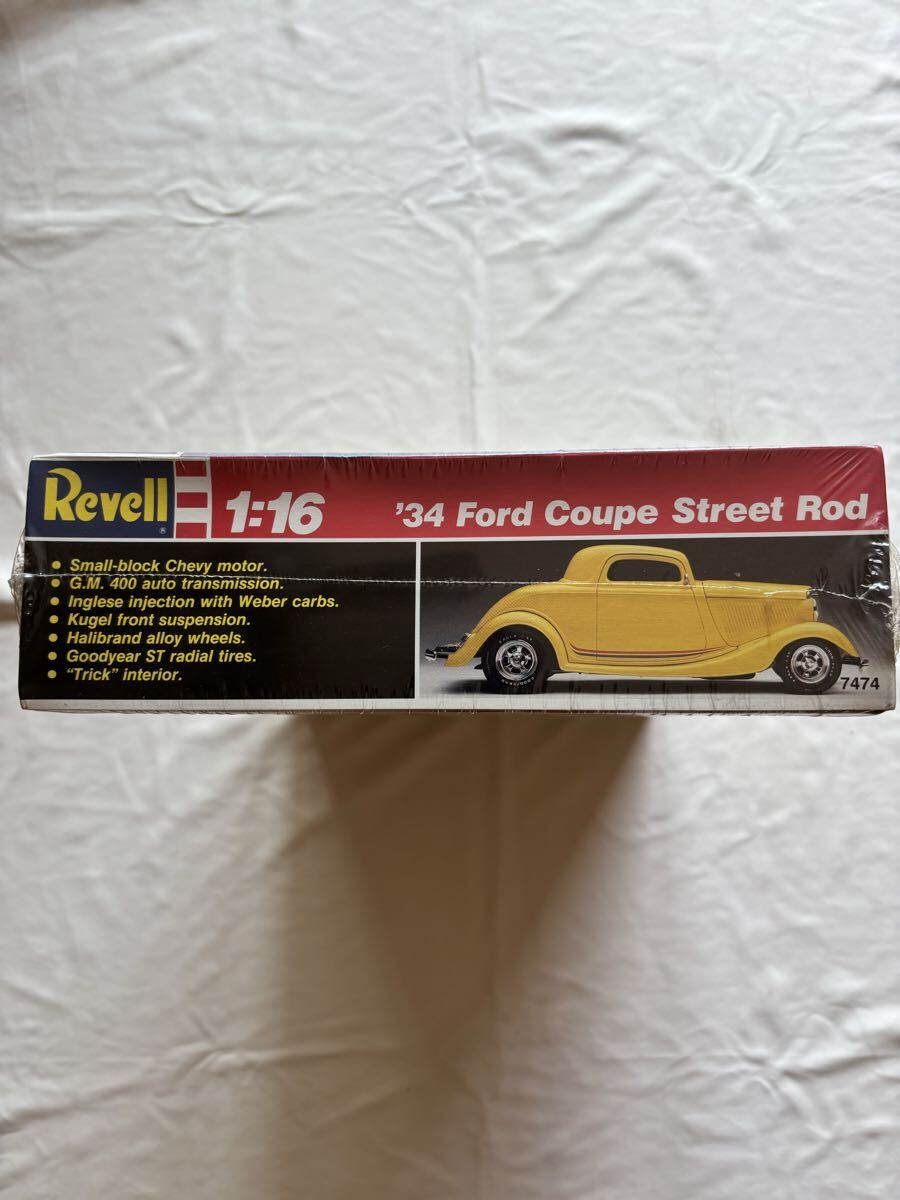 Revell
1:16
'34 Ford Coupe Street Rod
• Small-block Chevy motor.
• G.M. 400 auto transmission.
• Inglese injection with Weber carbs.
• Kugel front suspension.
• Halibrand alloy wheels.
• Goodyear ST radial tires.
• "Trick" interior.
7474